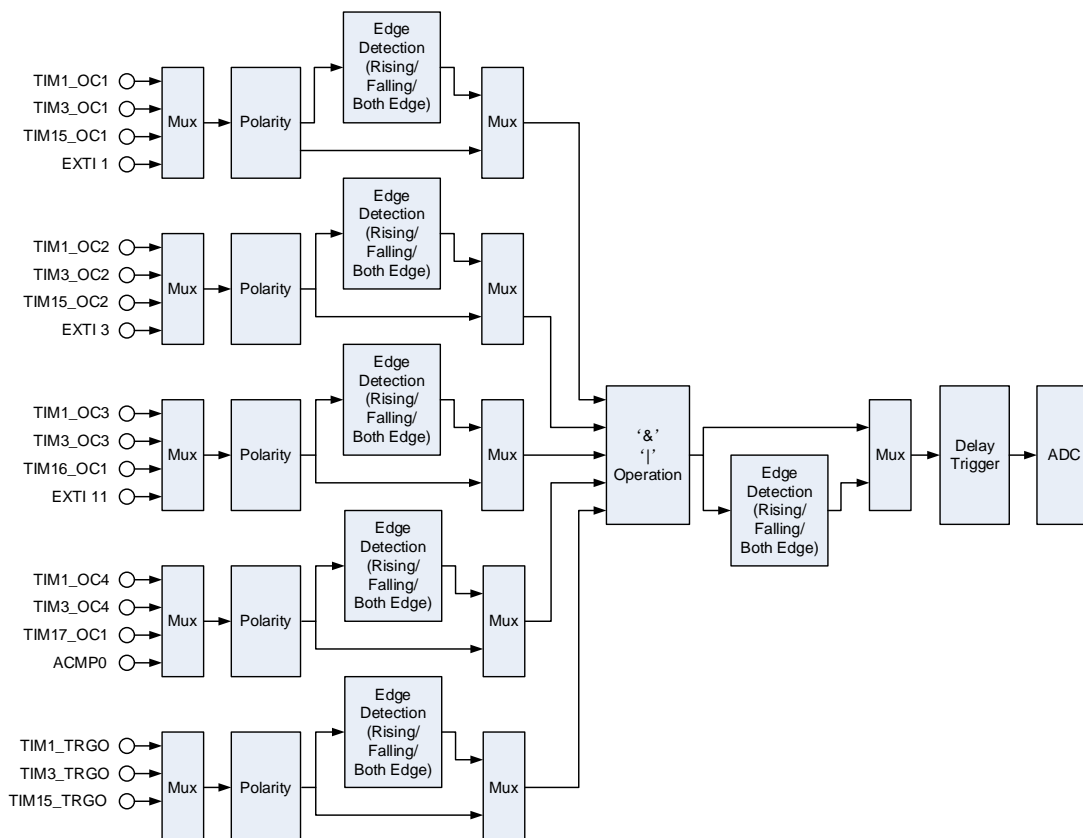 TIM1_OC1
TIM3_OC1
TIM15_OC1
EXTI 1
Mux
Polarity
Edge
Detection
(Rising/
Falling/
Both Edge)
Mux
TIM1_OC2
TIM3_OC2
TIM15_OC2
EXTI 3
Mux
Polarity
Edge
Detection
(Rising/
Falling/
Both Edge)
Mux
TIM1_OC3
TIM3_OC3
TIM16_OC1
EXTI 11
Mux
Polarity
Edge
Detection
(Rising/
Falling/
Both Edge)
Mux
TIM1_OC4
TIM3_OC4
TIM17_OC1
ACMP0
Mux
Polarity
Edge
Detection
(Rising/
Falling/
Both Edge)
Mux
TIM1_TRGO
TIM3_TRGO
TIM15_TRGO
Mux
Polarity
Edge
Detection
(Rising/
Falling/
Both Edge)
Mux
‘&’
‘|’
Operation
Edge
Detection
(Rising/
Falling/
Both Edge)
Mux
Delay
Trigger
ADC